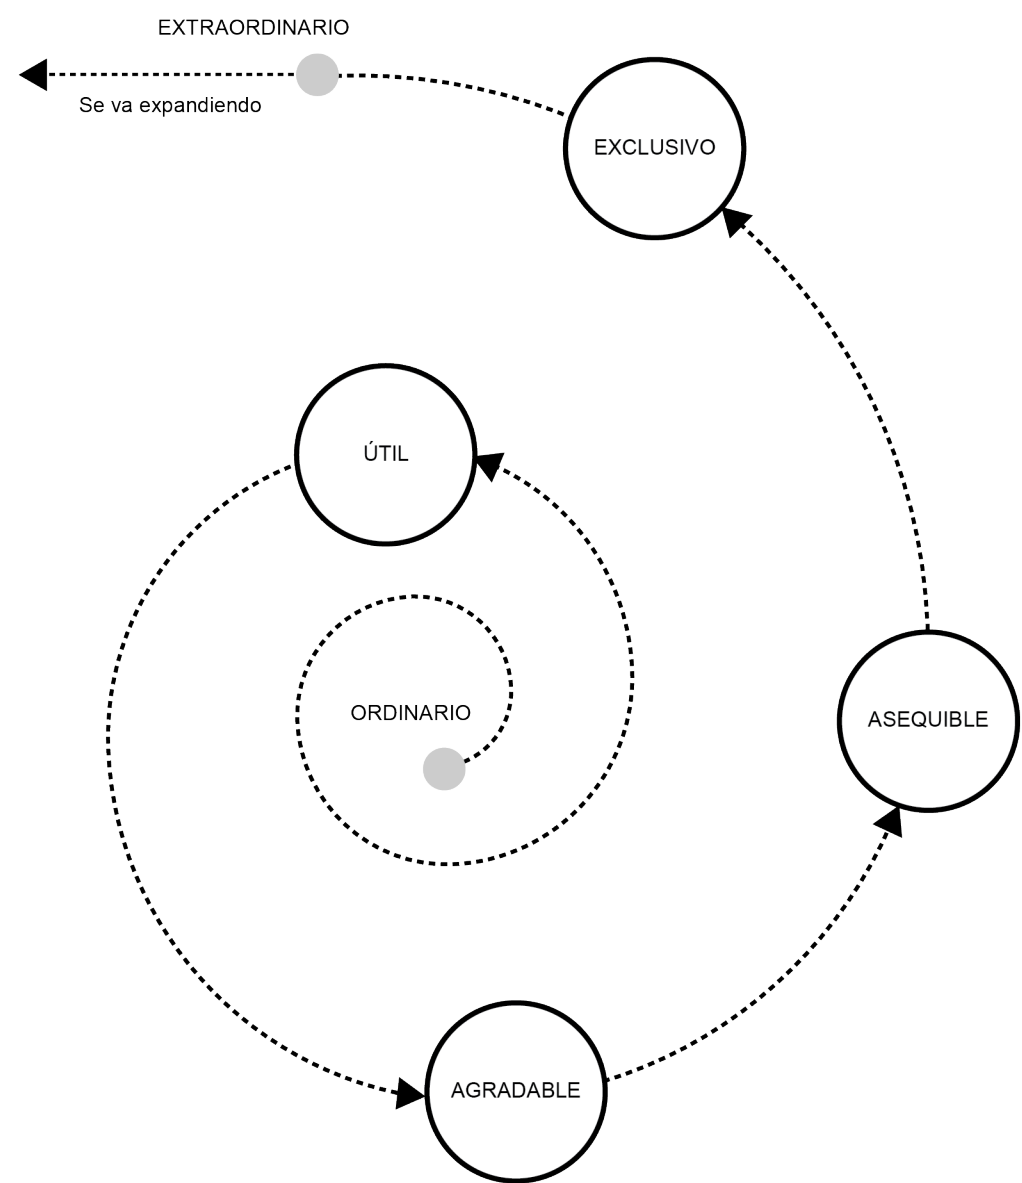 EXTRAORDINARIO
Se va expandiendo
EXCLUSIVO
ÚTIL
ORDINARIO
ASEQUIBLE
AGRADABLE